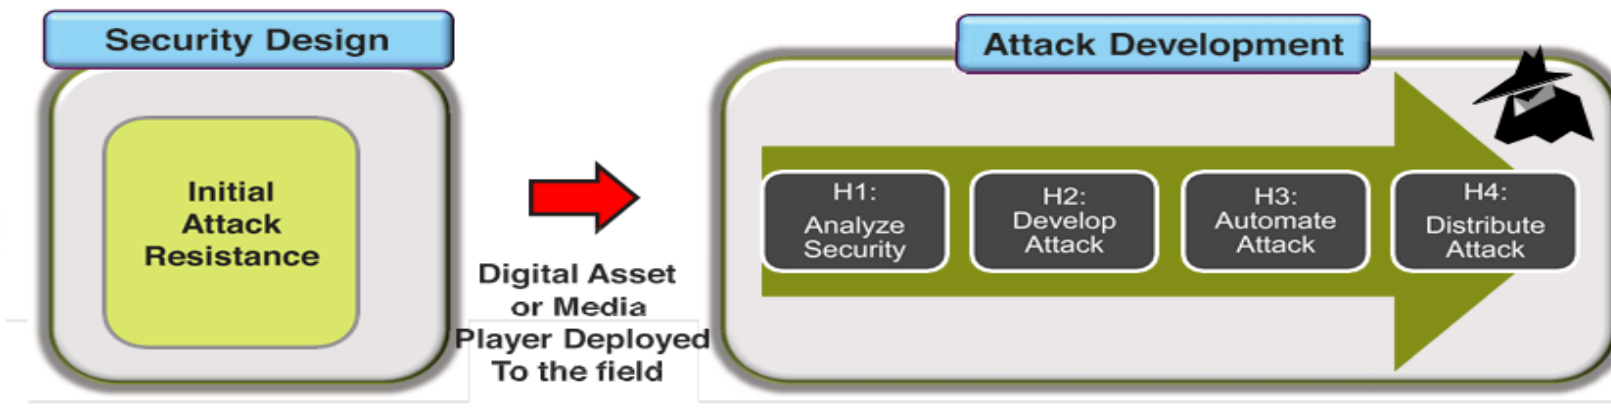 Security Design
Initial
Attack
Resistance
Digital Asset
or Media
Player Deployed
To the field
Attack Development
H1:
Analyze
Security
H2:
Develop
Attack
H3:
Automate
Attack
H4:
Distribute
Attack